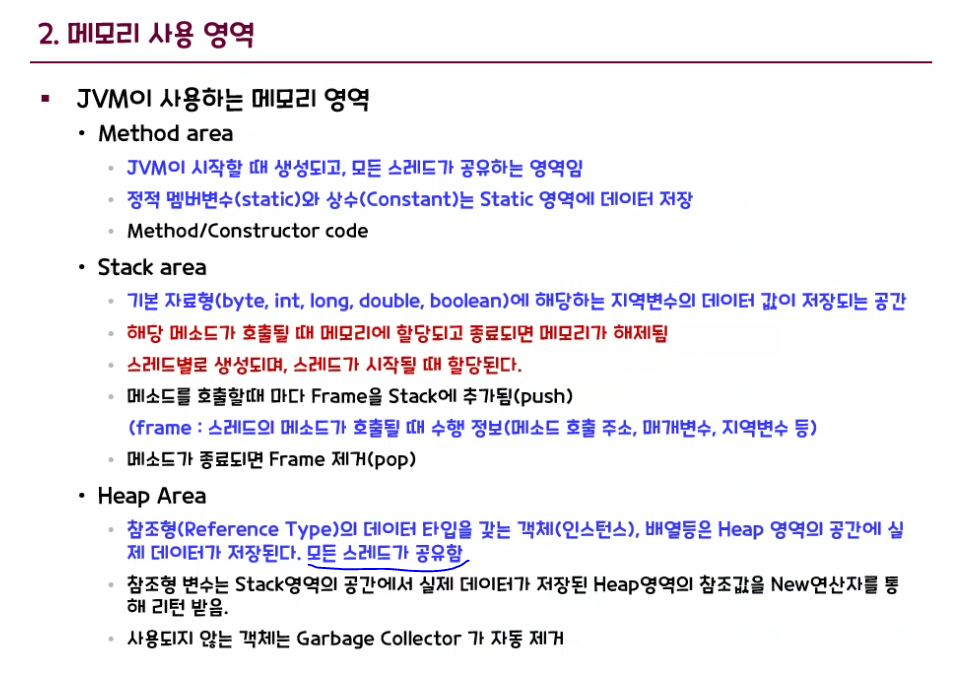 2. 메모리 사용 영역
▪ JVM이 사용하는 메모리 영역
• Method area
• JVM이 시작할 때 생성되고, 모든 스레드가 공유하는 영역임
• 정적 멤버변수(static)와 상수(Constant)는 Static 영역에 데이터 저장
• Method/Constructor code
• Stack area
• 기본 자료형(byte, int, long, double, boolean)에 해당하는 지역변수의 데이터 값이 저장되는 공간
• 해당 메소드가 호출될 때 메모리에 할당되고 종료되면 메모리가 해제됨
• 스레드별로 생성되며, 스레드가 시작될 때 할당된다.
• 메소드를 호출할때 마다 Frame을 Stack에 추가됨(push)
(frame : 스레드의 메소드가 호출될 때 수행 정보(메소드 호출 주소, 매개변수, 지역변수 등)
• 메소드가 종료되면 Frame 제거(pop)
• Heap Area
• 참조형(Reference Type)의 데이터 타입을 갖는 객체(인스턴스), 배열등은 Heap 영역의 공간에 실
제 데이터가 저장된다. 모든 스레드가 공유함
• 참조형 변수는 Stack영역의 공간에서 실제 데이터가 저장된 Heap영역의 참조값을 New연산자를 통
해 리턴 받음.
• 사용되지 않는 객체는 Garbage Collector 가 자동 제거